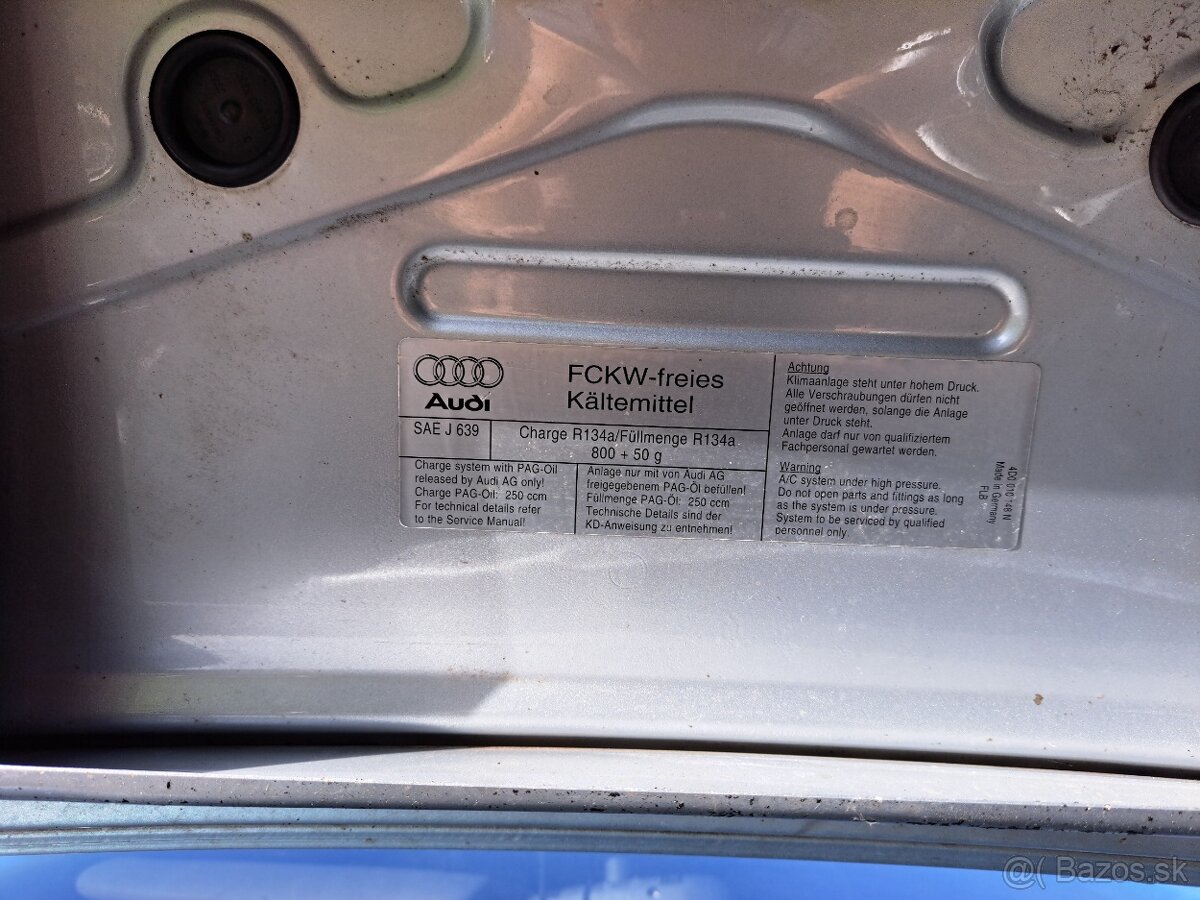 Audi
FCKW-freies
Kältemittel
SAE J 639
Charge R134a/Füllmenge R134a
800 + 50 g
Charge system with PAG-Oil
released by Audi AG only!
Charge PAG-Oil: 250 ccm
For technical details refer
to the Service Manual!
Anlage nur mit von Audi AG
freigegebenem PAG-Öl befüllen!
Füllmenge PAG-Öl: 250 ccm
Technische Details sind der
KD-Anweisung zu entnehmen!
Achtung
Klimaanlage steht unter hohem Druck.
Alle Verschraubungen dürfen nicht
geöffnet werden, solange die Anlage
unter Druck steht.
Anlage darf nur von qualifiziertem
Fachpersonal gewartet werden.
Warning
A/C system under high pressure.
Do not open parts and fittings as long
as the system is under pressure.
System to be serviced by qualified
personnel only.
4D0 010 148 N
Made in Germany
FLB
Bazos.sk